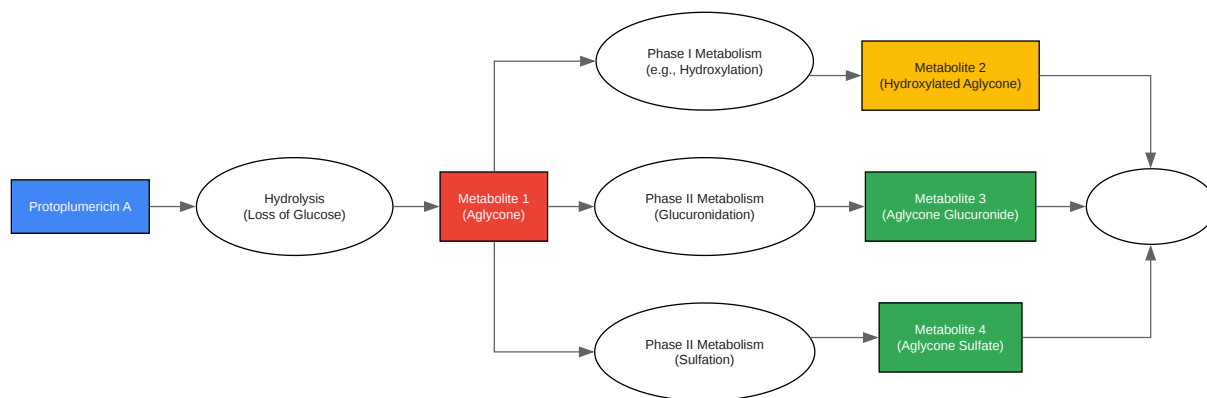 Protoplumericin A
Hydrolysis
(Loss of Glucose)
Metabolite 1
(Aglycone)
Phase I Metabolism
(e.g., Hydroxylation)
Metabolite 2
(Hydroxylated Aglycone)
Phase II Metabolism
(Glucuronidation)
Metabolite 3
(Aglycone Glucuronide)
Phase II Metabolism
(Sulfation)
Metabolite 4
(Aglycone Sulfate)